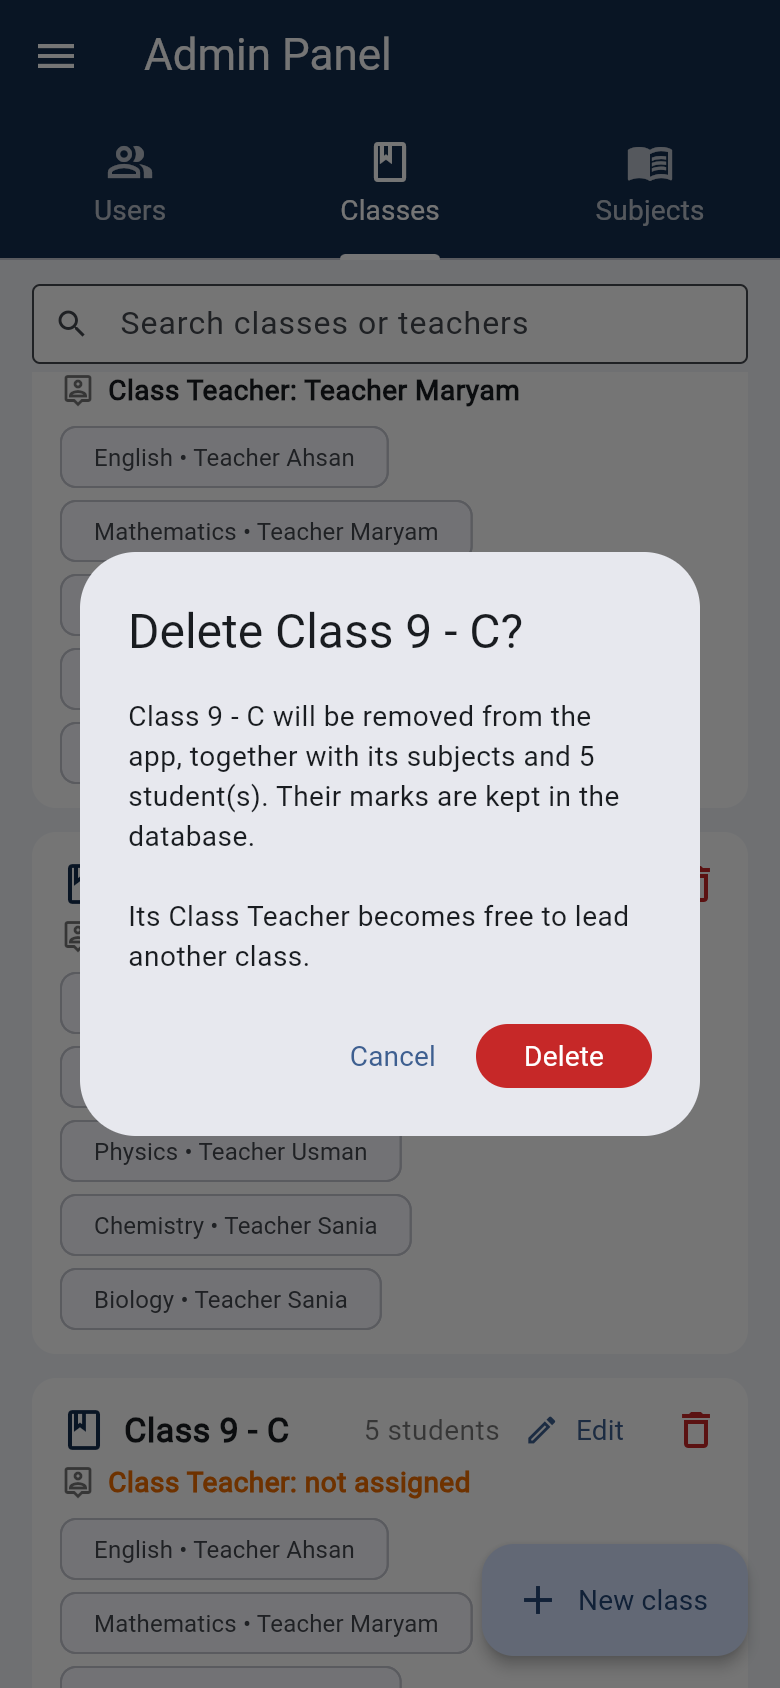 Admin Panel
Users
Classes
Subjects
Search classes or teachers
Class Teacher: Teacher Maryam
English • Teacher Ahsan
Mathematics • Teacher Maryam
Delete Class 9 - C?
Class 9 - C will be removed from the
app, together with its subjects and 5
student(s). Their marks are kept in the
database.
Its Class Teacher becomes free to lead
another class.
Cancel
Delete
Physics • Teacher Usman
Chemistry • Teacher Sania
Biology • Teacher Sania
Class 9 - C
5 students
Edit
Class Teacher: not assigned
English • Teacher Ahsan
Mathematics • Teacher Maryam
New class